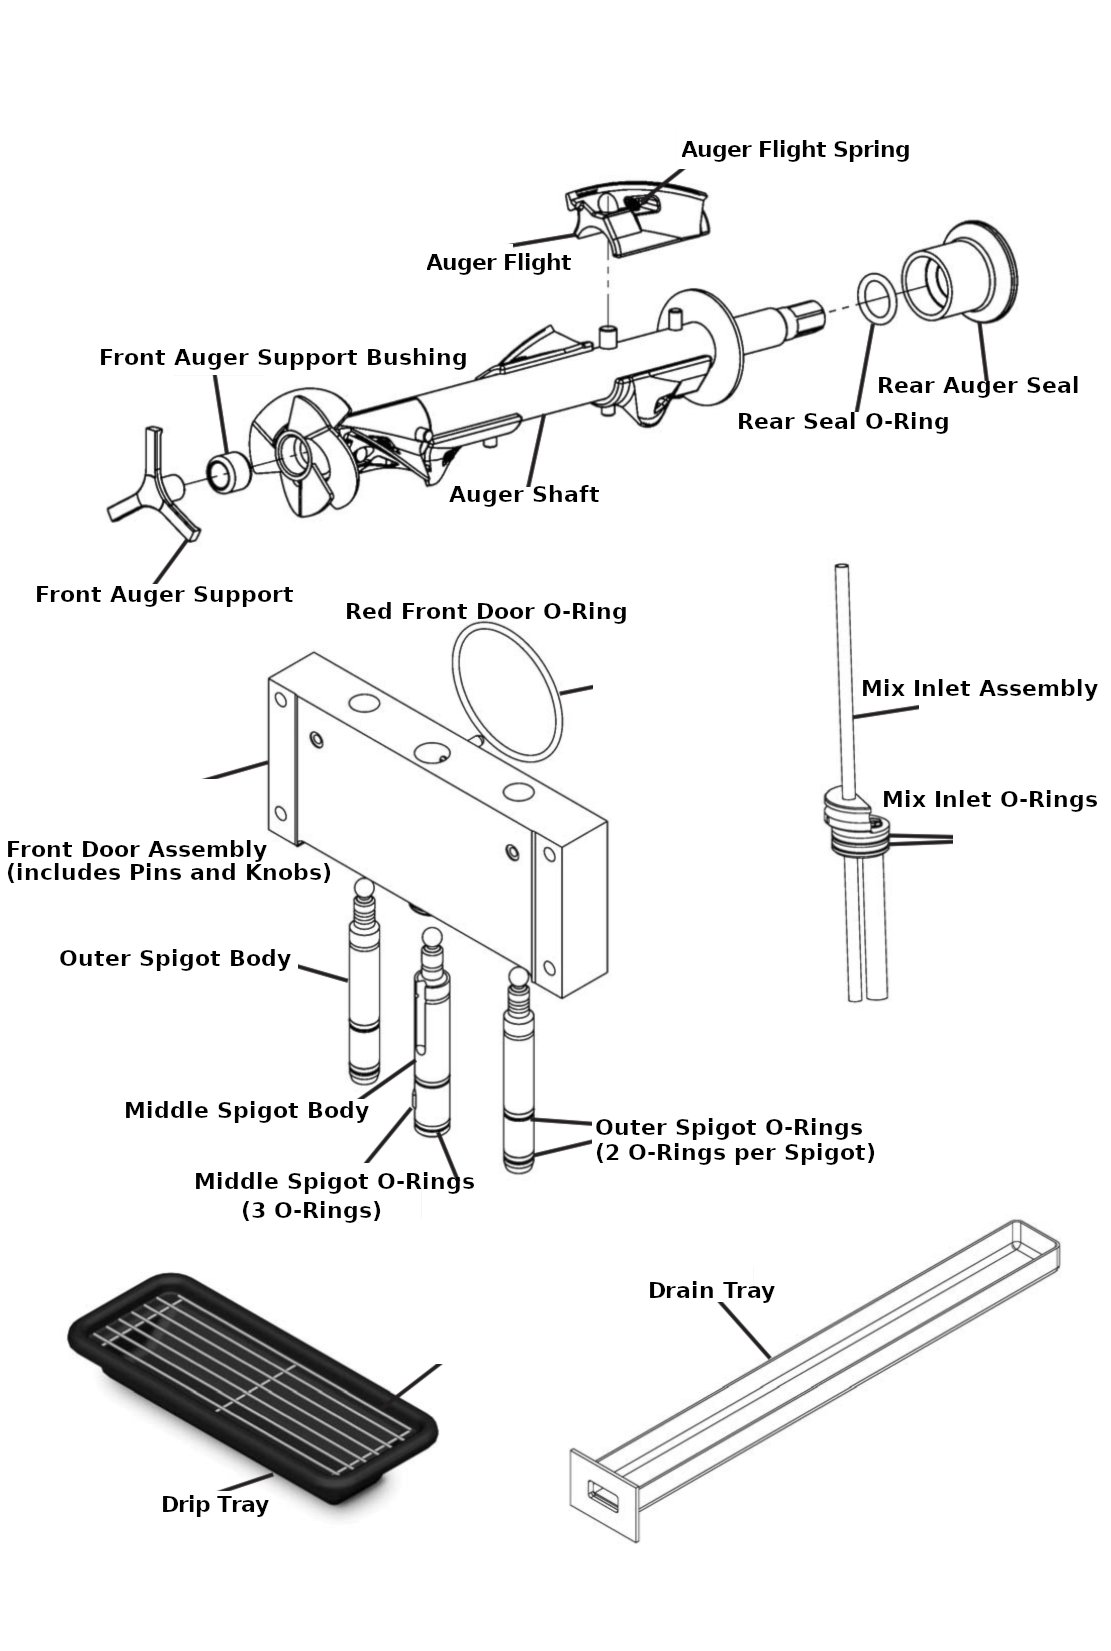 Auger Flight Spring
Auger Flight
Front Auger Support Bushing
Rear Auger Seal
Rear Seal O-Ring
Auger Shaft
Front Auger Support
Red Front Door O-Ring
Mix Inlet Assembly
Mix Inlet O-Rings
Front Door Assembly
(includes Pins and Knobs)
Outer Spigot Body
Middle Spigot Body
Outer Spigot O-Rings
(2 O-Rings per Spigot)
Middle Spigot O-Rings
(3 O-Rings)
Drain Tray
Drip Tray